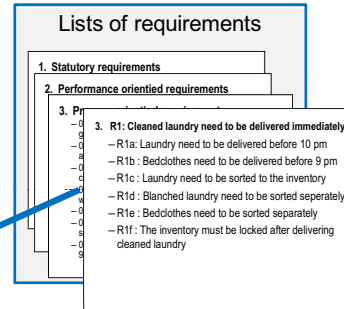 Lists of requirements
1. Statutory requirements
2. Performance orientied requirements
3.
3. R1: Cleaned laundry need to be delivered immediately
– R1a: Laundry need to be delivered before 10 pm
– R1b : Bedclothes need to be delivered before 9 pm
– R1c : Laundry need to be sorted to the inventory
– R1d : Blanched laundry need to be sorted seperately
– R1e : Bedclothes need to be sorted separately
– R1f : The inventory must be locked after delivering
cleaned laundry